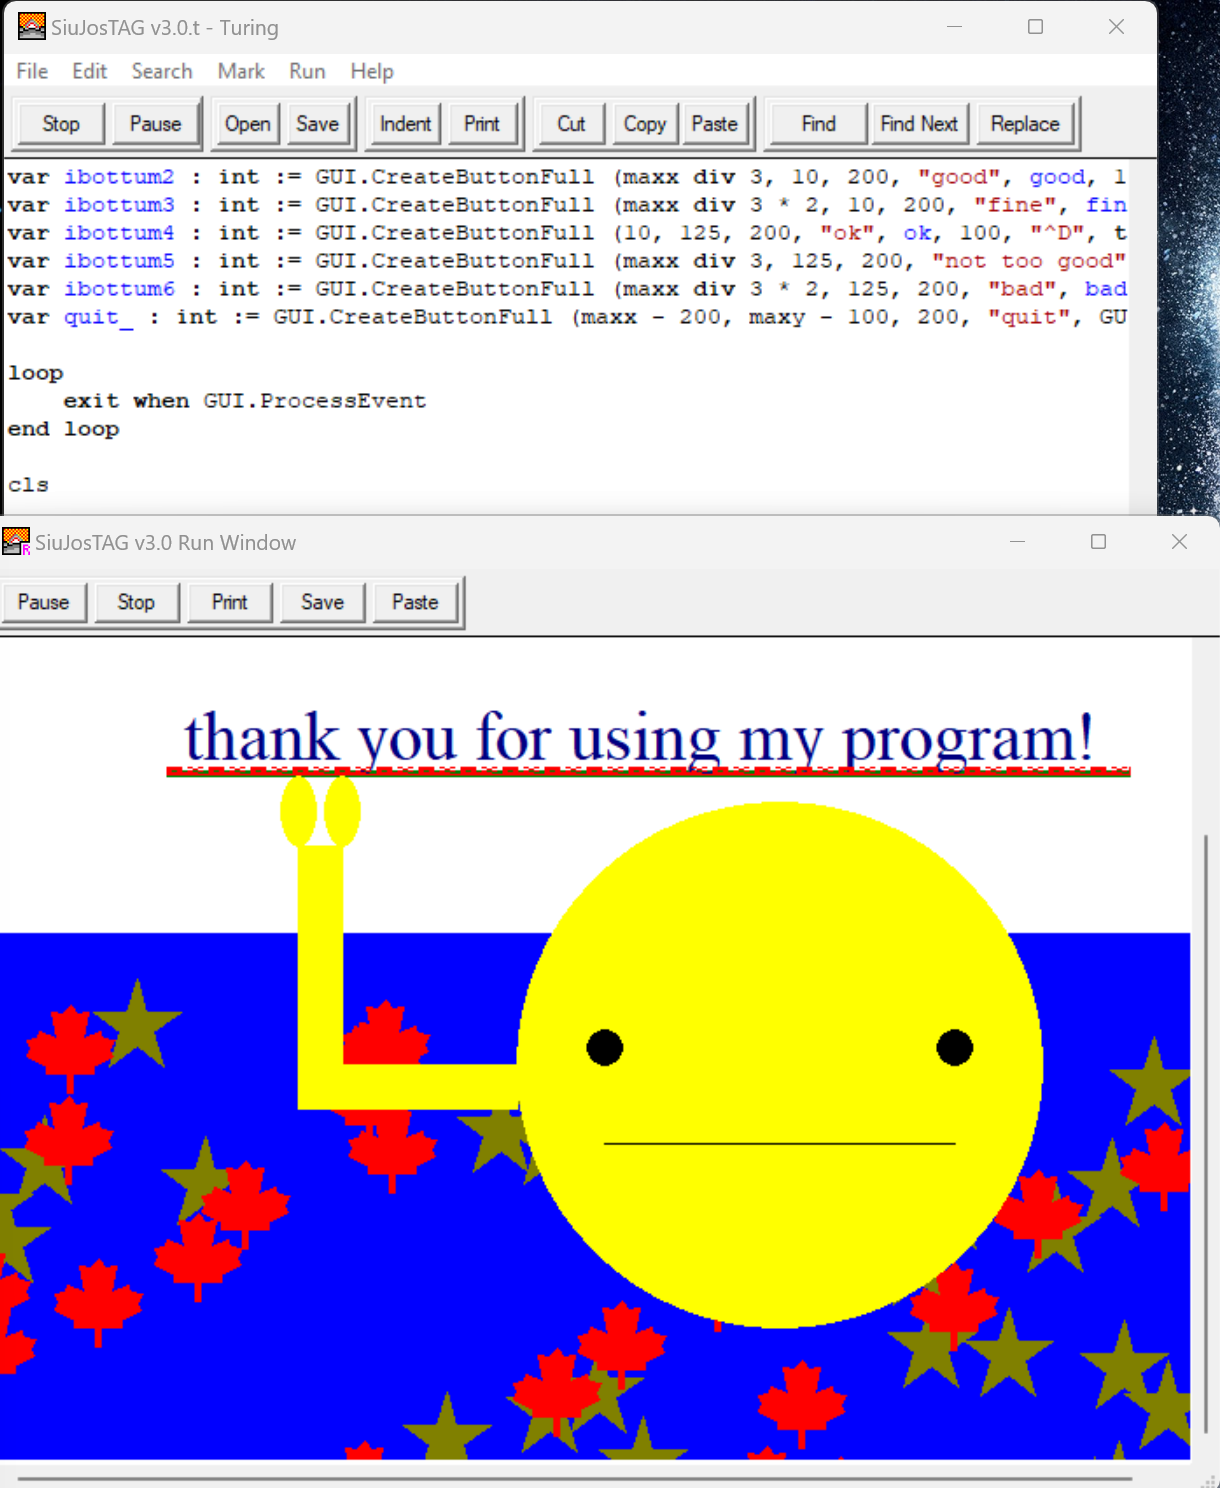 SiuJosTAG v3.0.t - Turing
File Edit Search Mark Run Help
Stop Pause Open Save Indent Print Cut Copy Paste Find Find Next Replace
var ibottum2 : int := GUI.CreateButtonFull (maxx div 3, 10, 200, "good", good, 1
var ibottum3 : int := GUI.CreateButtonFull (maxx div 3 * 2, 10, 200, "fine", fin
var ibottum4 : int := GUI.CreateButtonFull (10, 125, 200, "ok", ok, 100, "^D", t
var ibottum5 : int := GUI.CreateButtonFull (maxx div 3, 125, 200, "not too good"
var ibottum6 : int := GUI.CreateButtonFull (maxx div 3 * 2, 125, 200, "bad", bad
var quit_ : int := GUI.CreateButtonFull (maxx - 200, maxy - 100, 200, "quit", GU
loop
exit when GUI.ProcessEvent
end loop
cls
SiuJosTAG v3.0 Run Window
Pause Stop Print Save Paste
thank you for using my program!